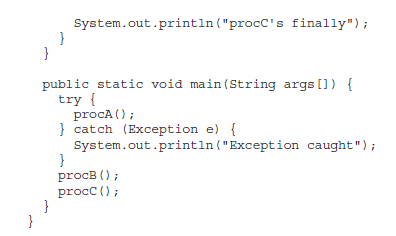 System.out.println("procC's finally");
}
}
public static void main(String args[]) {
try {
procA();
} catch (Exception e) {
System.out.println("Exception caught");
}
procB();
procC();
}
}